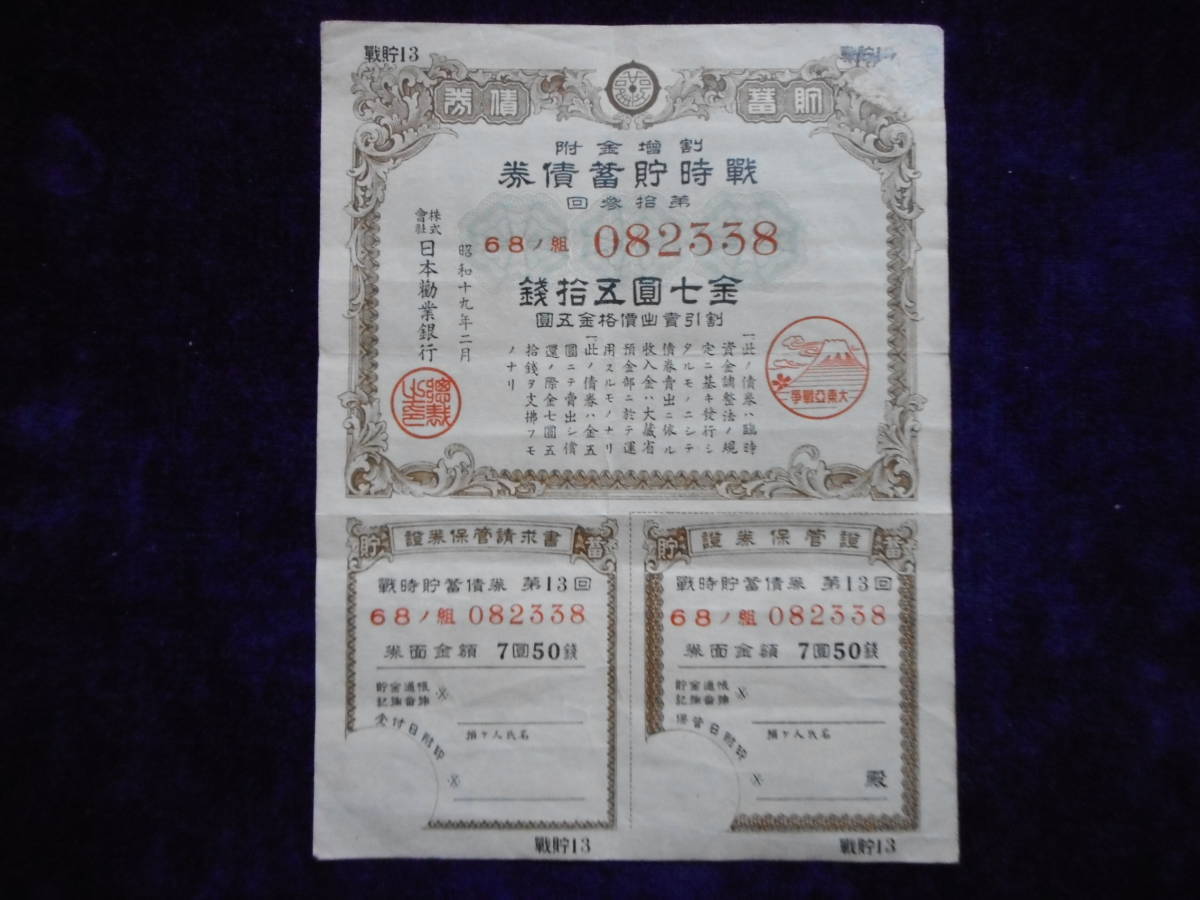 戰貯13
戰貯13
貯蓄
債券
割增金附
戰時貯蓄債券
第拾參回
68ノ組 082338
金七圓五拾錢
割引賣出價格金五圓
大東亞戰爭
一此ノ債券ハ臨時
資金調整法ノ規
定ニ基キ發行シ
タルモノニシテ
債券賣出ニ依ル
收入金ハ大藏省
預金部ニ於テ運
用スルモノナリ
一此ノ債券ハ金五
圓ニテ賣出シ償
還ノ際金七圓五
拾錢ヲ支拂フモ
ノナリ
昭和十九年二月
株式會社日本勸業銀行
總裁之印
貯 證券保管請求書 蓄
戰時貯蓄債券 第13回
68ノ組 082338
券面金額 7圓50錢
貯金通帳
記號番號
受付日附印
預ケ人氏名
戰貯13
貯 證券保管證 蓄
戰時貯蓄債券 第13回
68ノ組 082338
券面金額 7圓50錢
貯金通帳
記號番號
保管日附印
預ケ人氏名
殿
戰貯13